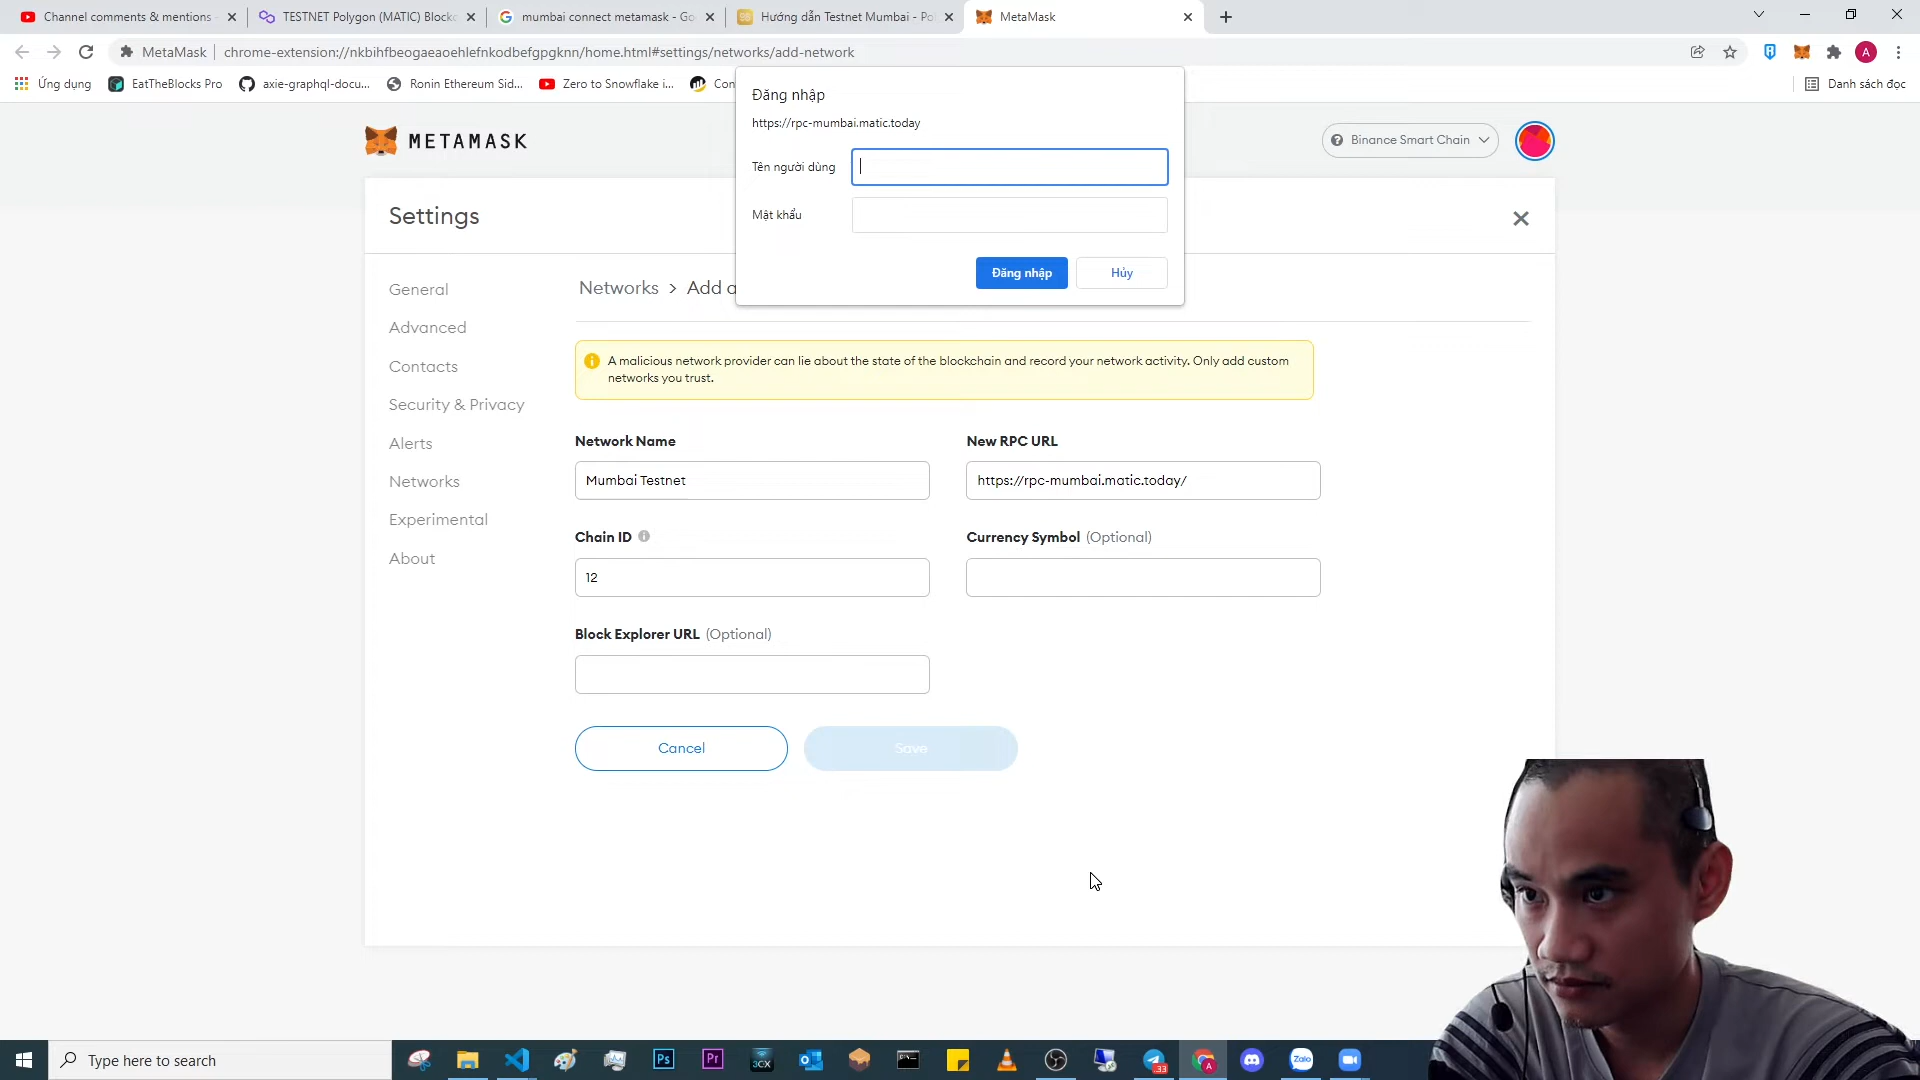 Channel comments & mentions
TESTNET Polygon (MATIC) Blockc
mumbai connect metamask - Go
Hướng dẫn Testnet Mumbai - Po
MetaMask
MetaMask
chrome-extension://nkbihfbeogaeaoehlefnkodbefgpgknn/home.html#settings/networks/add-network
A
Ứng dụng
EatTheBlocks Pro
axie-graphql-docu...
Ronin Ethereum Sid...
Zero to Snowflake i...
Con
Danh sách đọc
Đăng nhập
https://rpc-mumbai.matic.today
Tên người dùng
Mật khẩu
Đăng nhập
Hủy
METAMASK
Binance Smart Chain
Settings
General
Advanced
Contacts
Security & Privacy
Alerts
Networks
Experimental
About
Networks > Add a
A malicious network provider can lie about the state of the blockchain and record your network activity. Only add custom
networks you trust.
Network Name
New RPC URL
Mumbai Testnet
https://rpc-mumbai.matic.today/
Chain ID
Currency Symbol (Optional)
12
Block Explorer URL (Optional)
Cancel
Save
Type here to search
Ps
Pr
3CX
33
A
Zalo